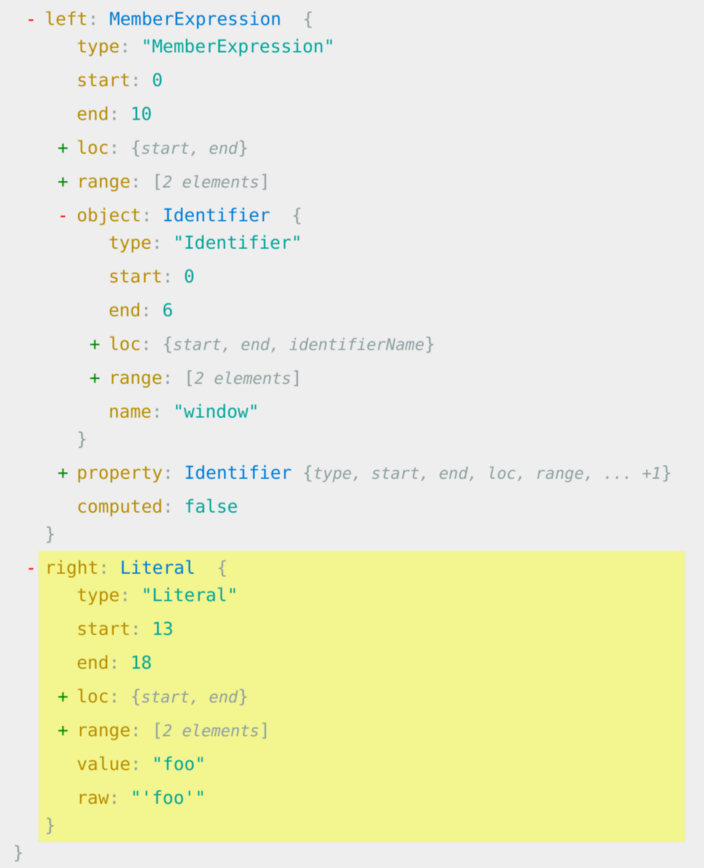 - left: MemberExpression {
type: "MemberExpression"
start: 0
end: 10
+ loc: {start, end}
+ range: [2 elements]
- object: Identifier {
type: "Identifier"
start: 0
end: 6
+ loc: {start, end, identifierName}
+ range: [2 elements]
name: "window"
}
+ property: Identifier {type, start, end, loc, range, ... +1}
computed: false
}
- right: Literal {
type: "Literal"
start: 13
end: 18
+ loc: {start, end}
+ range: [2 elements]
value: "foo"
raw: "'foo'"
}
}